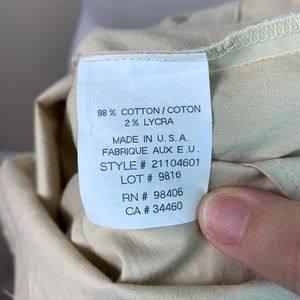 98% COTTON / COTON
2% LYCRA
MADE IN U.S.A.
FABRIQUE AUX E.U.
STYLE # 21104601
LOT # 9816
RN # 98406
CA # 34460